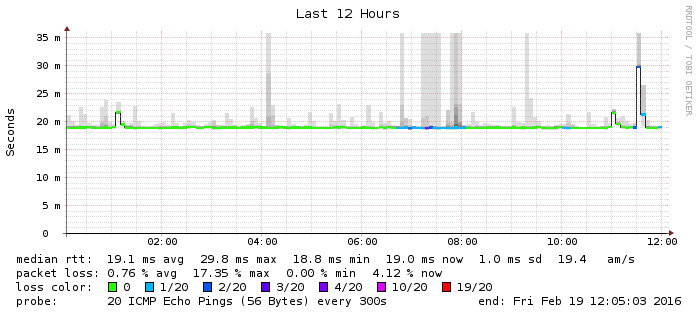 Last 12 Hours
RRDTOOL / TOBI OETIKER
Seconds
35 m
30 m
25 m
20 m
15 m
10 m
5 m
0
02:00 04:00 06:00 08:00 10:00 12:00
median rtt: 19.1 ms avg 29.8 ms max 18.8 ms min 19.0 ms now 1.0 ms sd 19.4 am/s
packet loss: 0.76 % avg 17.35 % max 0.00 % min 4.12 % now
loss color: 0 1/20 2/20 3/20 4/20 10/20 19/20
probe: 20 ICMP Echo Pings (56 Bytes) every 300s end: Fri Feb 19 12:05:03 2016